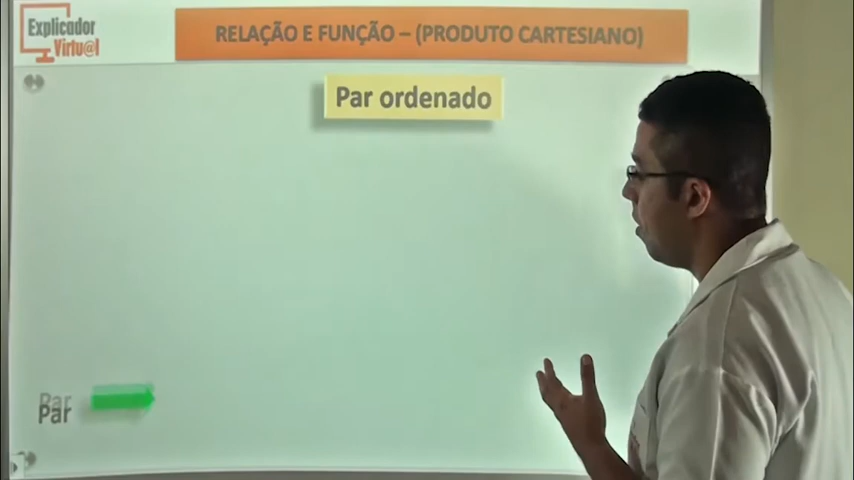 Explicador
Virtu@l
RELAÇÃO E FUNÇÃO – (PRODUTO CARTESIANO)
Par ordenado
Par